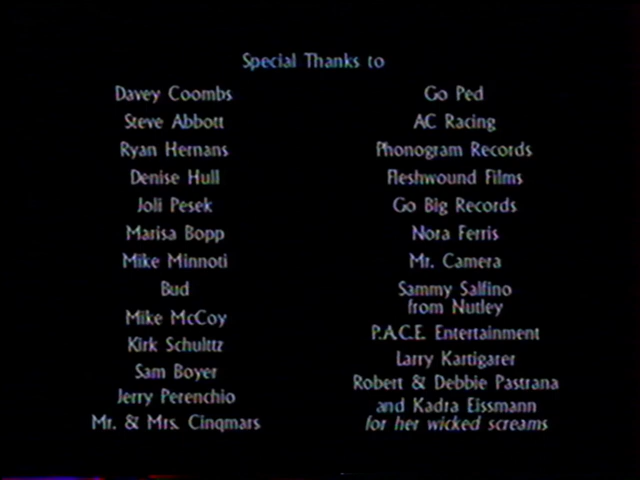 Special Thanks to
Davey Coombs
Steve Abbott
Ryan Hernans
Denise Hull
Joli Pesek
Marisa Bopp
Mike Minnoti
Bud
Mike McCoy
Kirk Schulttz
Sam Boyer
Jerry Perenchio
Mr. & Mrs. Cinqmars
Go Ped
AC Racing
Phonogram Records
Fleshwound Films
Go Big Records
Nora Ferris
Mr. Camera
Sammy Salfino
from Nutley
P.A.C.E. Entertainment
Larry Kartigarer
Robert & Debbie Pastrana
and Kadra Eissmann
for her wicked screams